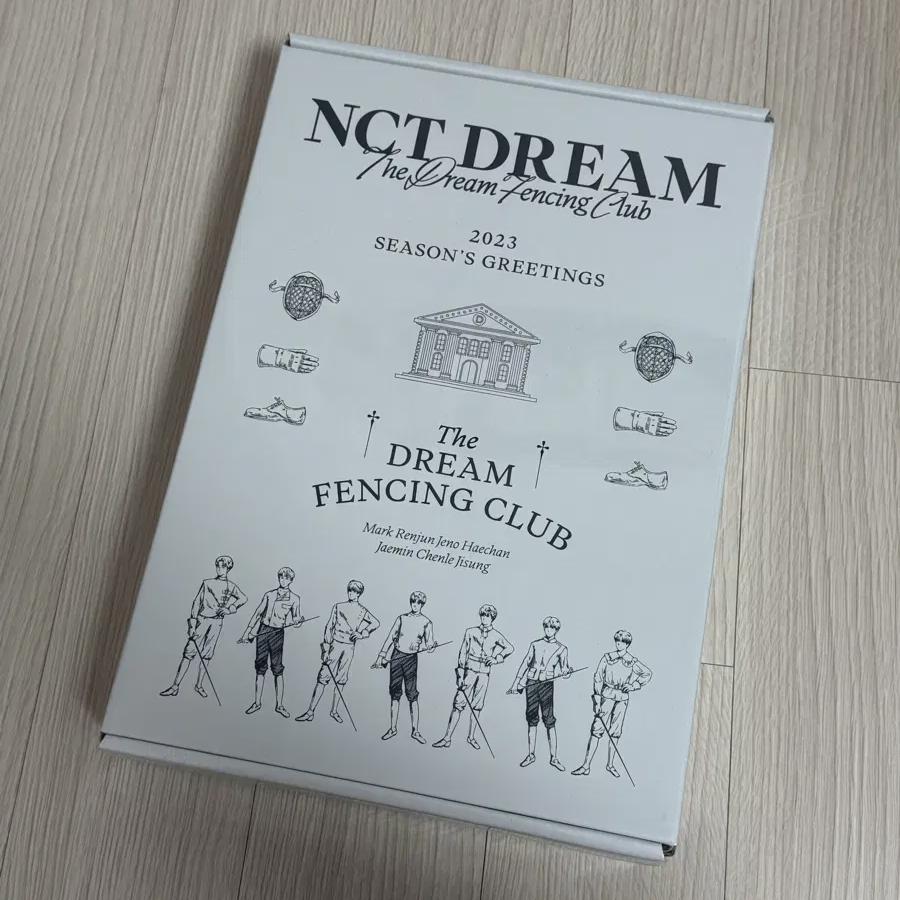 NCT DREAM
The Dream Fencing Club
2023
SEASON'S GREETINGS
D
The
DREAM
FENCING CLUB
Mark Renjun Jeno Haechan
Jaemin Chenle Jisung